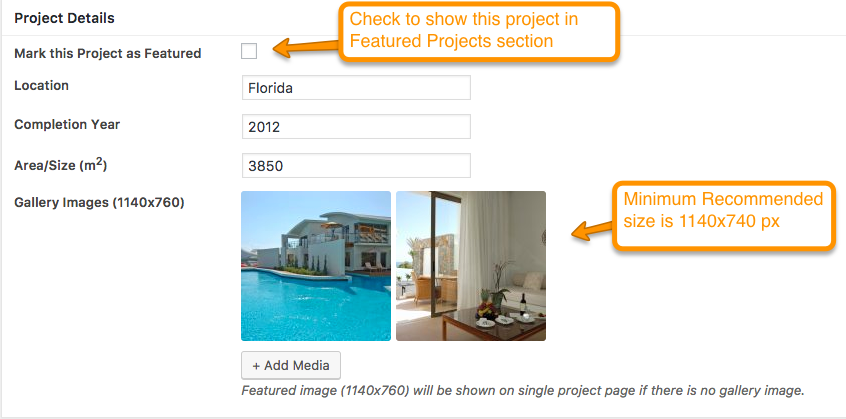 Project Details
Check to show this project in
Featured Projects section
Mark this Project as Featured
Location
Florida
Completion Year
2012
Area/Size (m²)
3850
Gallery Images (1140x760)
Minimum Recommended
size is 1140x740 px
+ Add Media
Featured image (1140x760) will be shown on single project page if there is no gallery image.